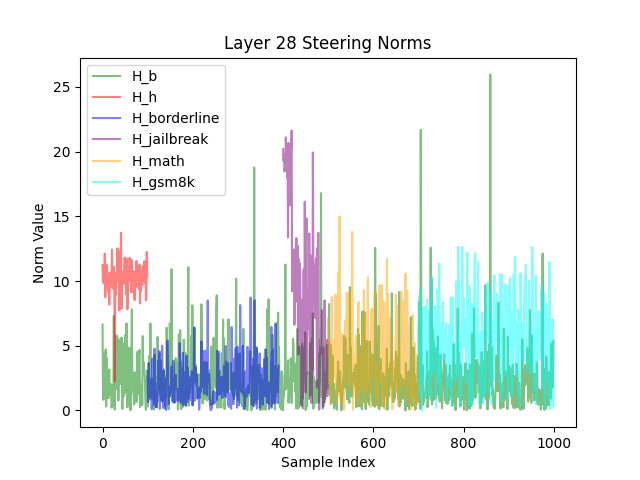 Layer 28 Steering Norms
H_b
H_h
H_borderline
H_jailbreak
H_math
H_gsm8k
Norm Value
25
20
15
10
5
0
0 200 400 600 800 1000
Sample Index